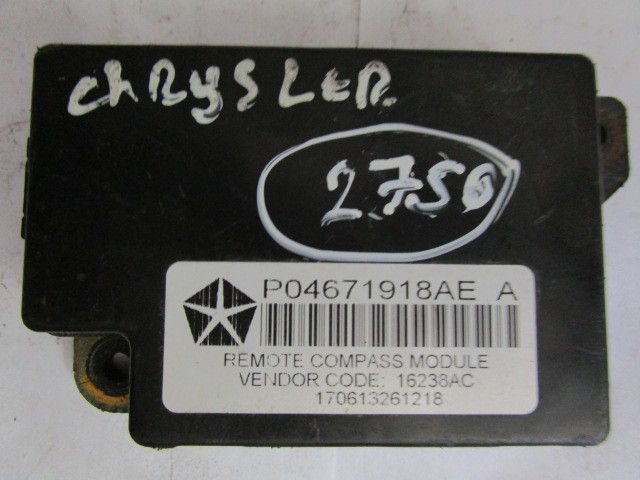 CHRYSLER
2750
P04671918AE A
REMOTE COMPASS MODULE
VENDOR CODE: 16238AC
170613261218